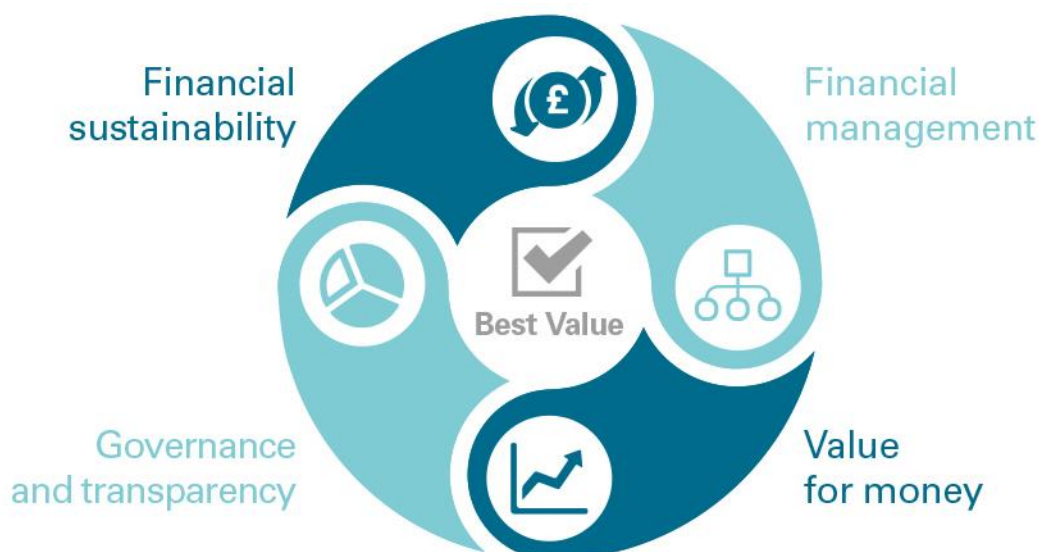 Financial
sustainability
Financial
management
£
Best Value
Governance
and transparency
Value
for money